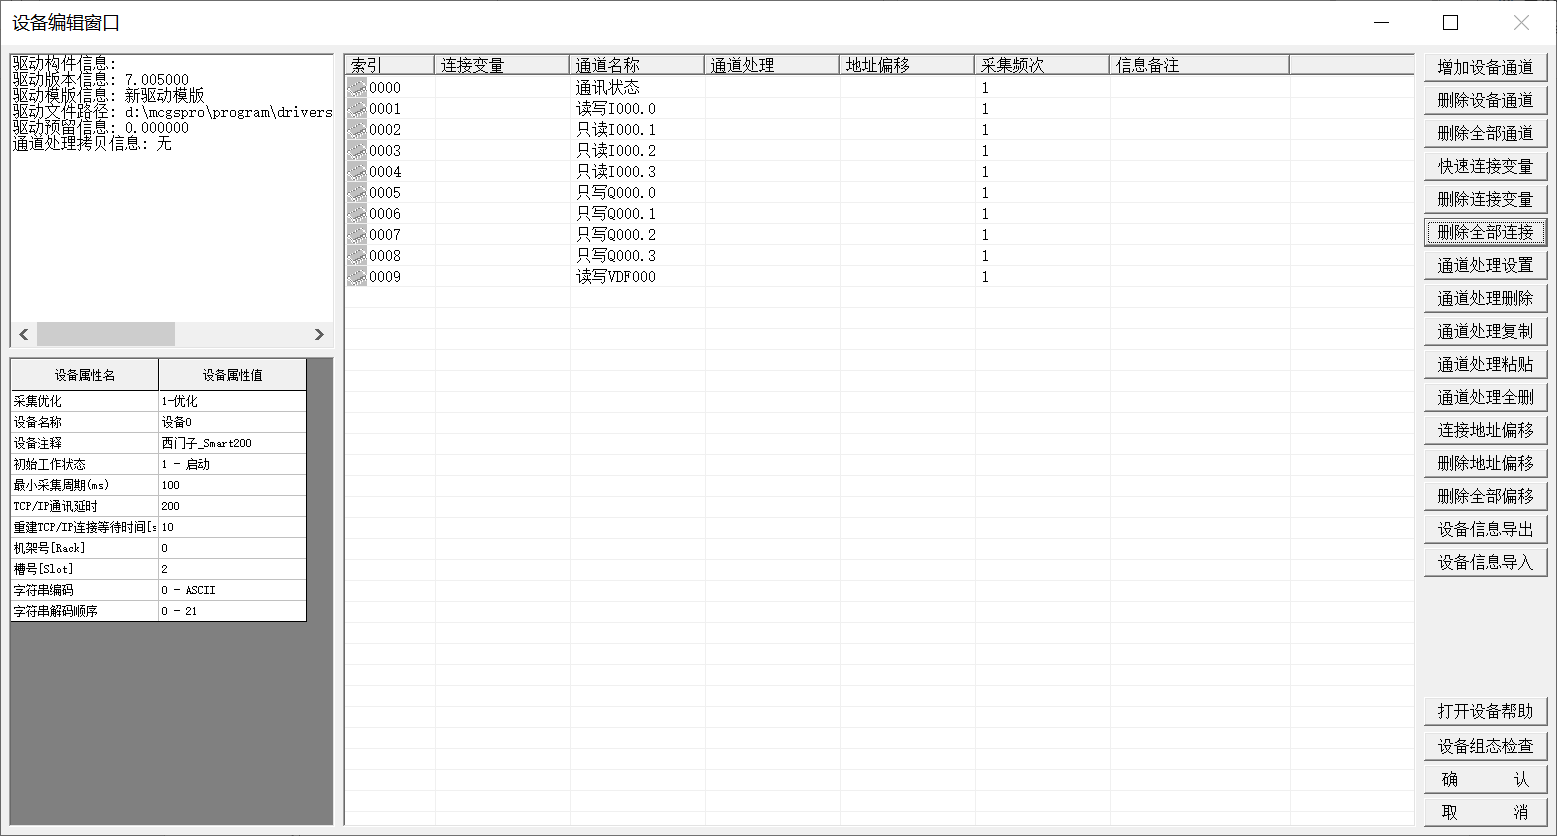 设备编辑窗口
驱动构件信息:
驱动版本信息: 7.005000
驱动模版信息: 新驱动模版
驱动文件路径: d:\mcgspro\program\drivers
驱动预留信息: 0.000000
通道处理拷贝信息: 无
设备属性名 设备属性值
采集优化 1-优化
设备名称 设备0
设备注释 西门子_Smart200
初始工作状态 1 - 启动
最小采集周期(ms) 100
TCP/IP通讯延时 200
重建TCP/IP连接等待时间[s 10
机架号[Rack] 0
槽号[Slot] 2
字符串编码 0 - ASCII
字符串解码顺序 0 - 21
索引 连接变量 通道名称 通道处理 地址偏移 采集频次 信息备注
0000 通讯状态 1
0001 读写I000.0 1
0002 只读I000.1 1
0003 只读I000.2 1
0004 只读I000.3 1
0005 只写Q000.0 1
0006 只写Q000.1 1
0007 只写Q000.2 1
0008 只写Q000.3 1
0009 读写VDF000 1
增加设备通道
删除设备通道
删除全部通道
快速连接变量
删除连接变量
删除全部连接
通道处理设置
通道处理删除
通道处理复制
通道处理粘贴
通道处理全删
连接地址偏移
删除地址偏移
删除全部偏移
设备信息导出
设备信息导入
打开设备帮助
设备组态检查
确 认
取 消